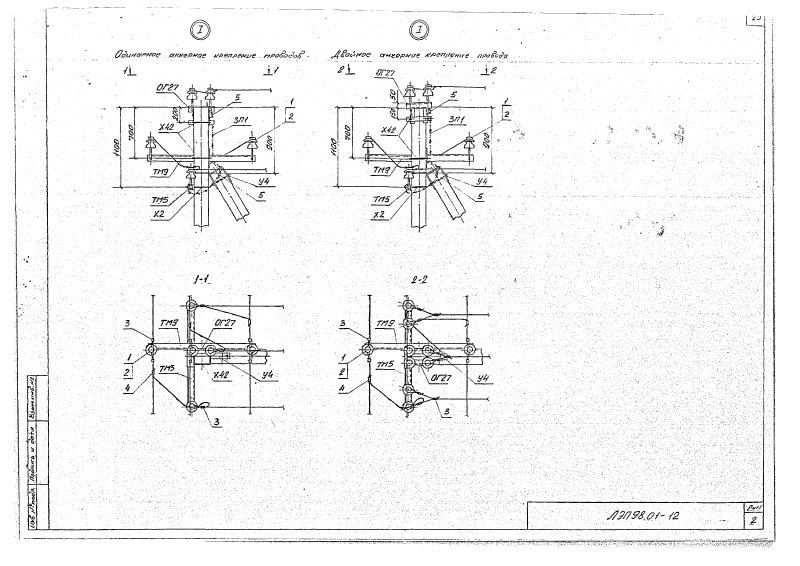 23
I
I
Одинарное анкерное крепление проводов.
Двойное анкерное крепление провода
1 1
2 2
ОГ27
5
200
Х42
ЗП1
1
2
700
1100
900
ТМ9
У4
ТМ5
Х2
5
ОГ27
50
150
5
Х42
ЗП1
1
2
700
1100
900
ТМ9
У4
ТМ5
Х2
5
1-1
2-2
3
ТМ9
ОГ27
1
2
4
ТМ5
Х42
У4
3
3
ТМ9
1
2
4
ТМ5
ОГ27
У4
3
Инв. № подл.
Подпись и дата
Взам. инв. №
ЛЭП98.01-12
Лист
2